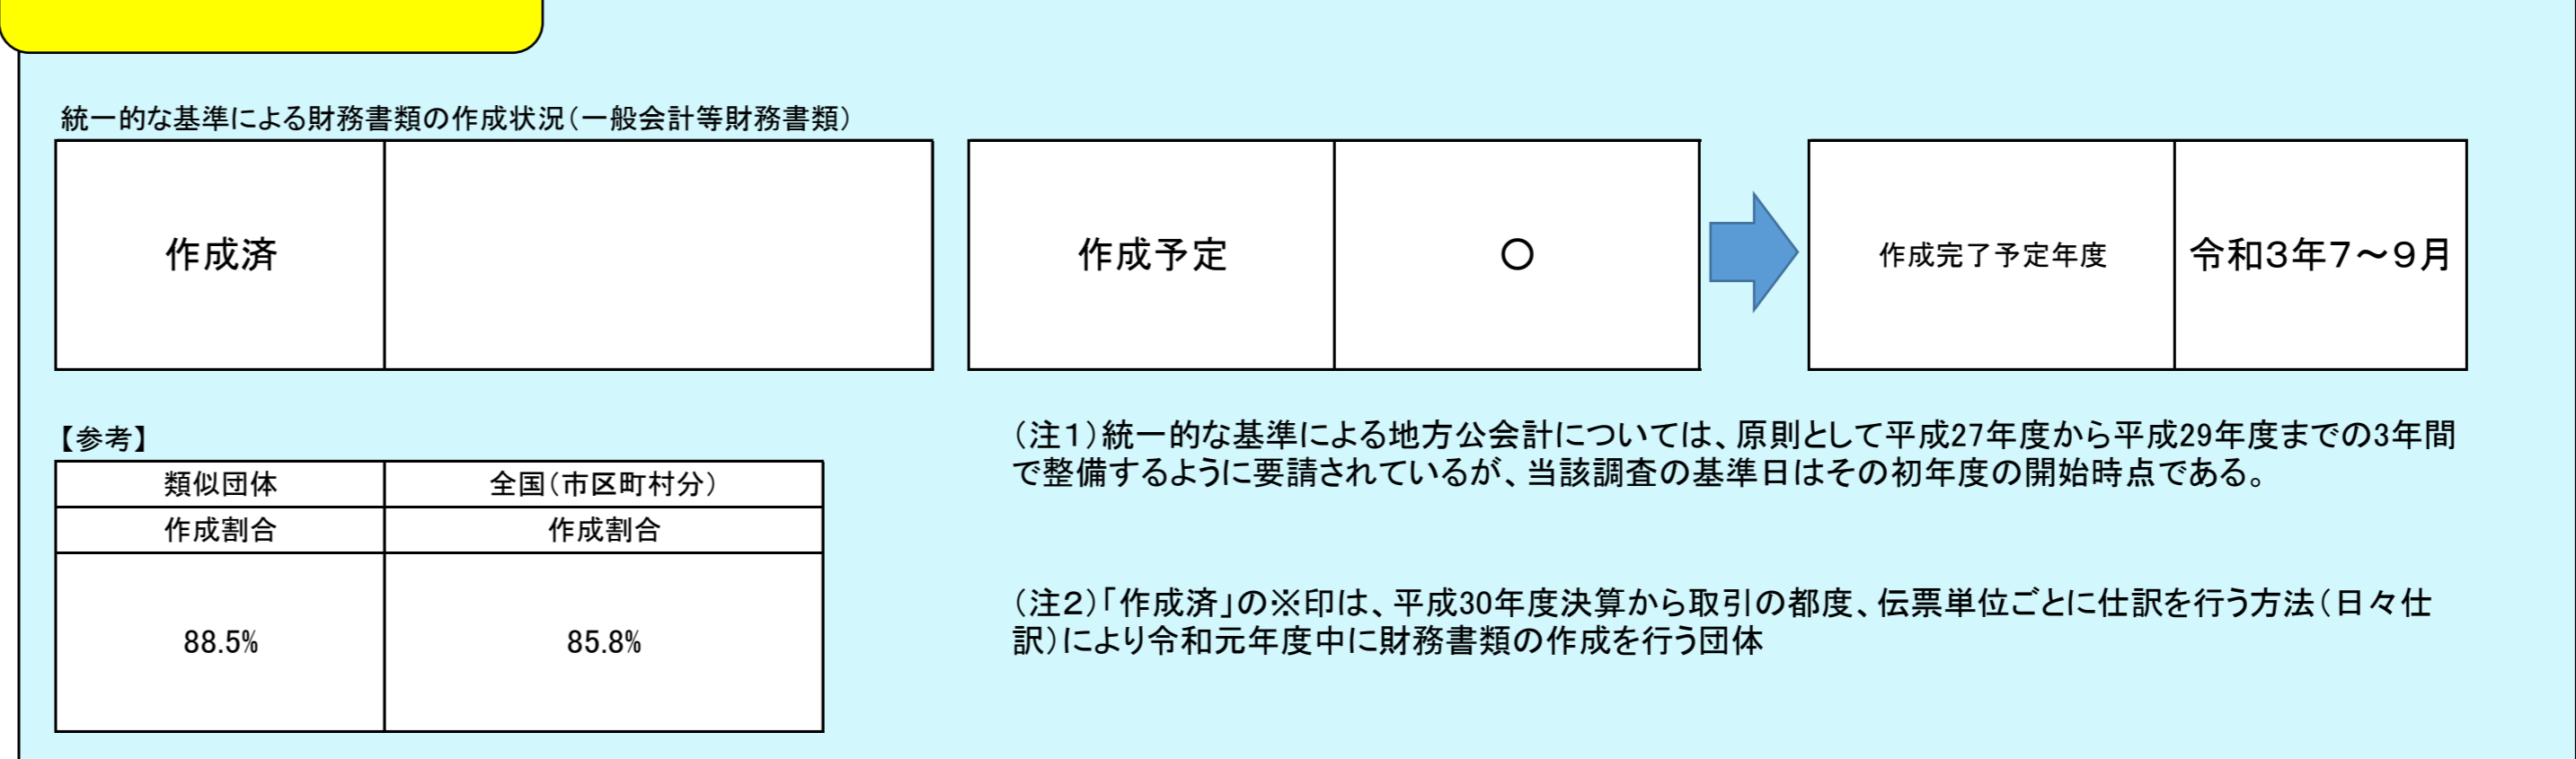 統一的な基準による財務書類の作成状況（一般会計等財務書類）
作成済
作成予定
○
作成完了予定年度
令和3年7～9月
【参考】
類似団体
全国（市区町村分）
作成割合
作成割合
88.5%
85.8%
（注1）統一的な基準による地方公会計については、原則として平成27年度から平成29年度までの3年間
で整備するように要請されているが、当該調査の基準日はその初年度の開始時点である。
（注2）「作成済」の※印は、平成30年度決算から取引の都度、伝票単位ごとに仕訳を行う方法（日々仕
訳）により令和元年度中に財務書類の作成を行う団体